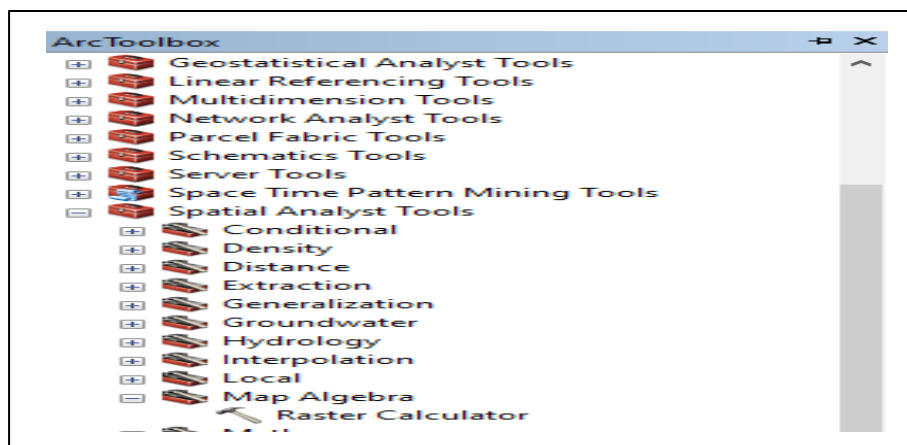 ArcToolbox
Geostatistical Analyst Tools
Linear Referencing Tools
Multidimension Tools
Network Analyst Tools
Parcel Fabric Tools
Schematics Tools
Server Tools
Space Time Pattern Mining Tools
Spatial Analyst Tools
Conditional
Density
Distance
Extraction
Generalization
Groundwater
Hydrology
Interpolation
Local
Map Algebra
Raster Calculator